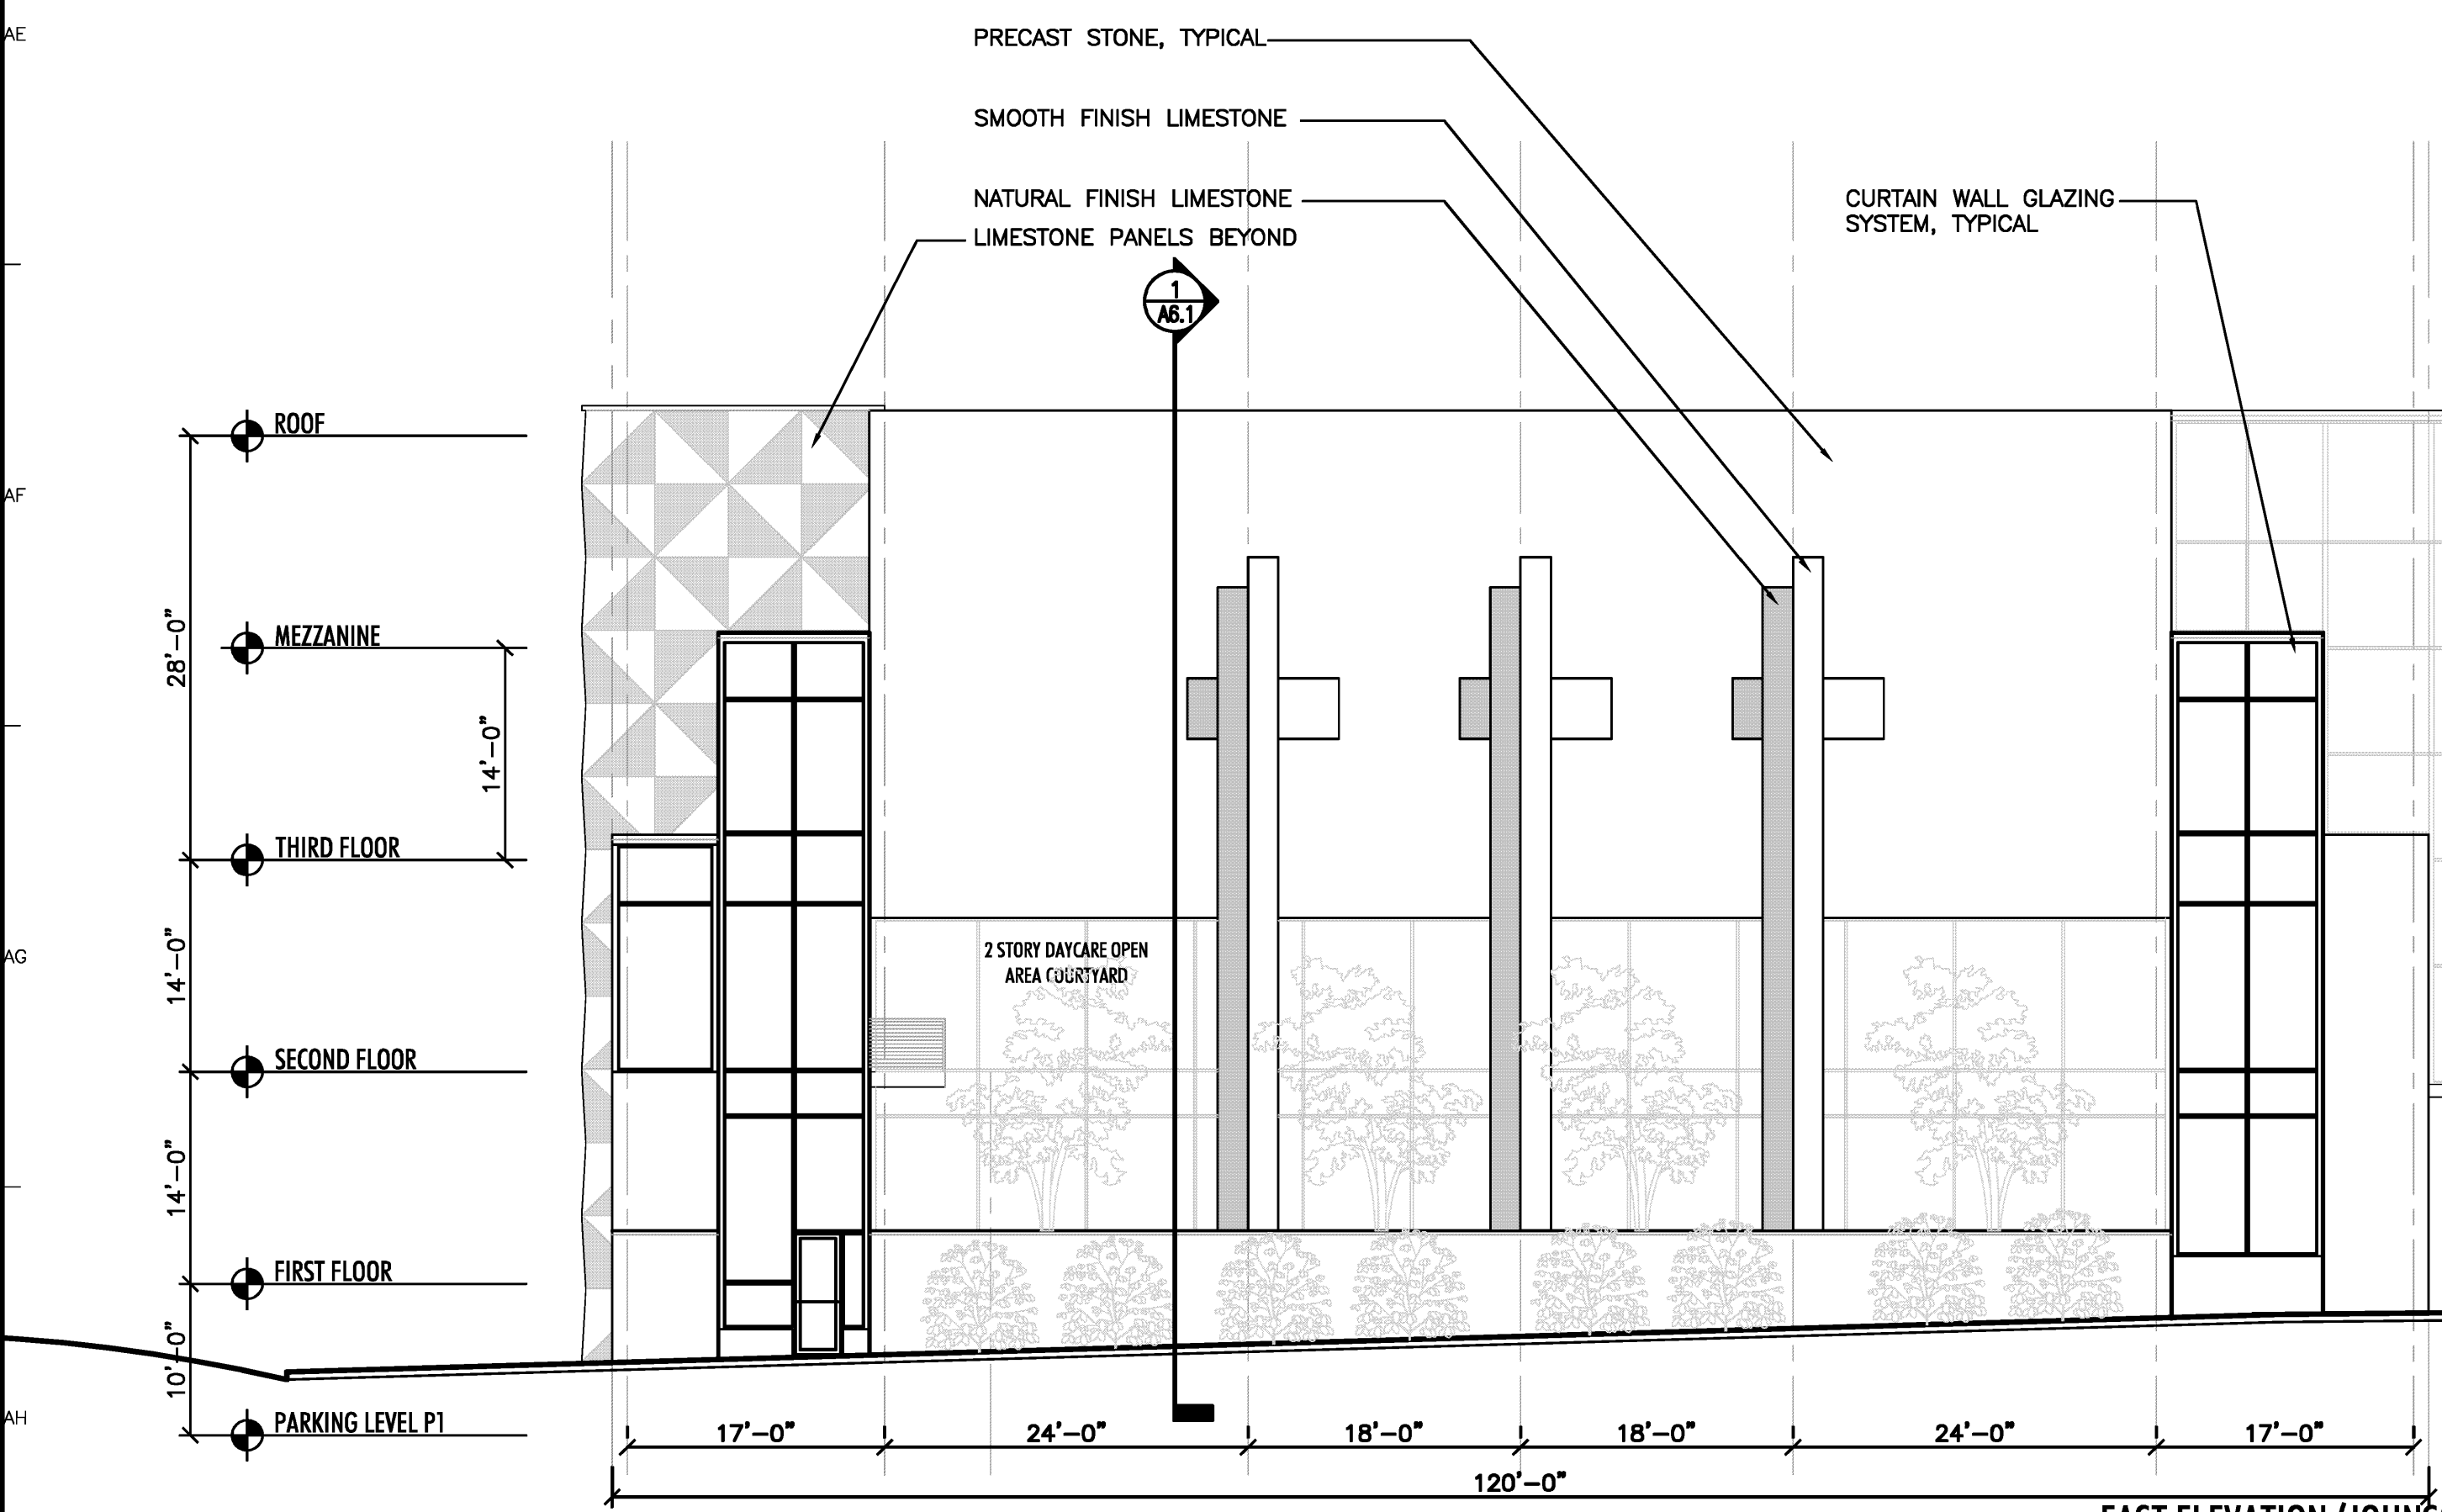 AE
PRECAST STONE, TYPICAL
SMOOTH FINISH LIMESTONE
NATURAL FINISH LIMESTONE
LIMESTONE PANELS BEYOND
CURTAIN WALL GLAZING
SYSTEM, TYPICAL
1
A6.1
ROOF
AF
MEZZANINE
28'-0"
14'-0"
THIRD FLOOR
2 STORY DAYCARE OPEN
AREA COURTYARD
AG
14'-0"
SECOND FLOOR
14'-0"
FIRST FLOOR
10'-0"
AH
PARKING LEVEL P1
17'-0"
24'-0"
18'-0"
18'-0"
24'-0"
17'-0"
120'-0"
EAST ELEVATION